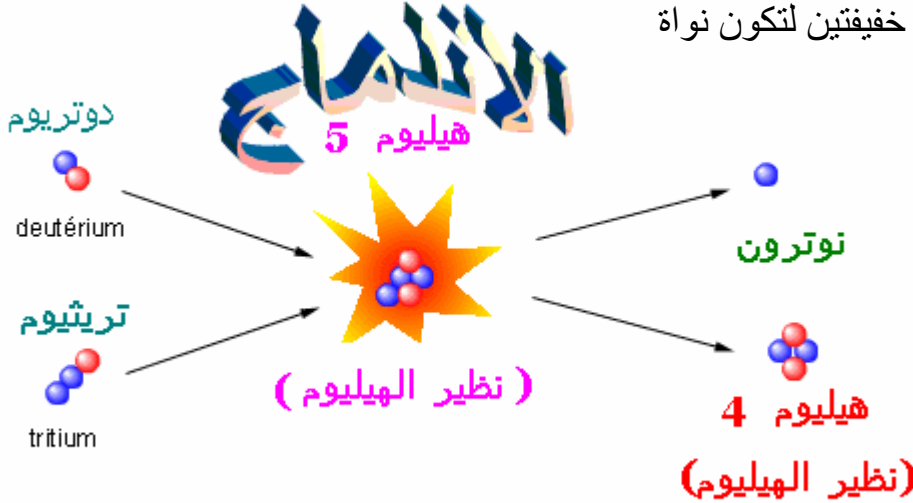 خفيفتين لتكون نواة
الاندماج
هيليوم 5
دوتريوم
deutérium
نوترون
تريثيوم
tritium
(نظير الهيليوم)
هيليوم 4
(نظير الهيليوم)